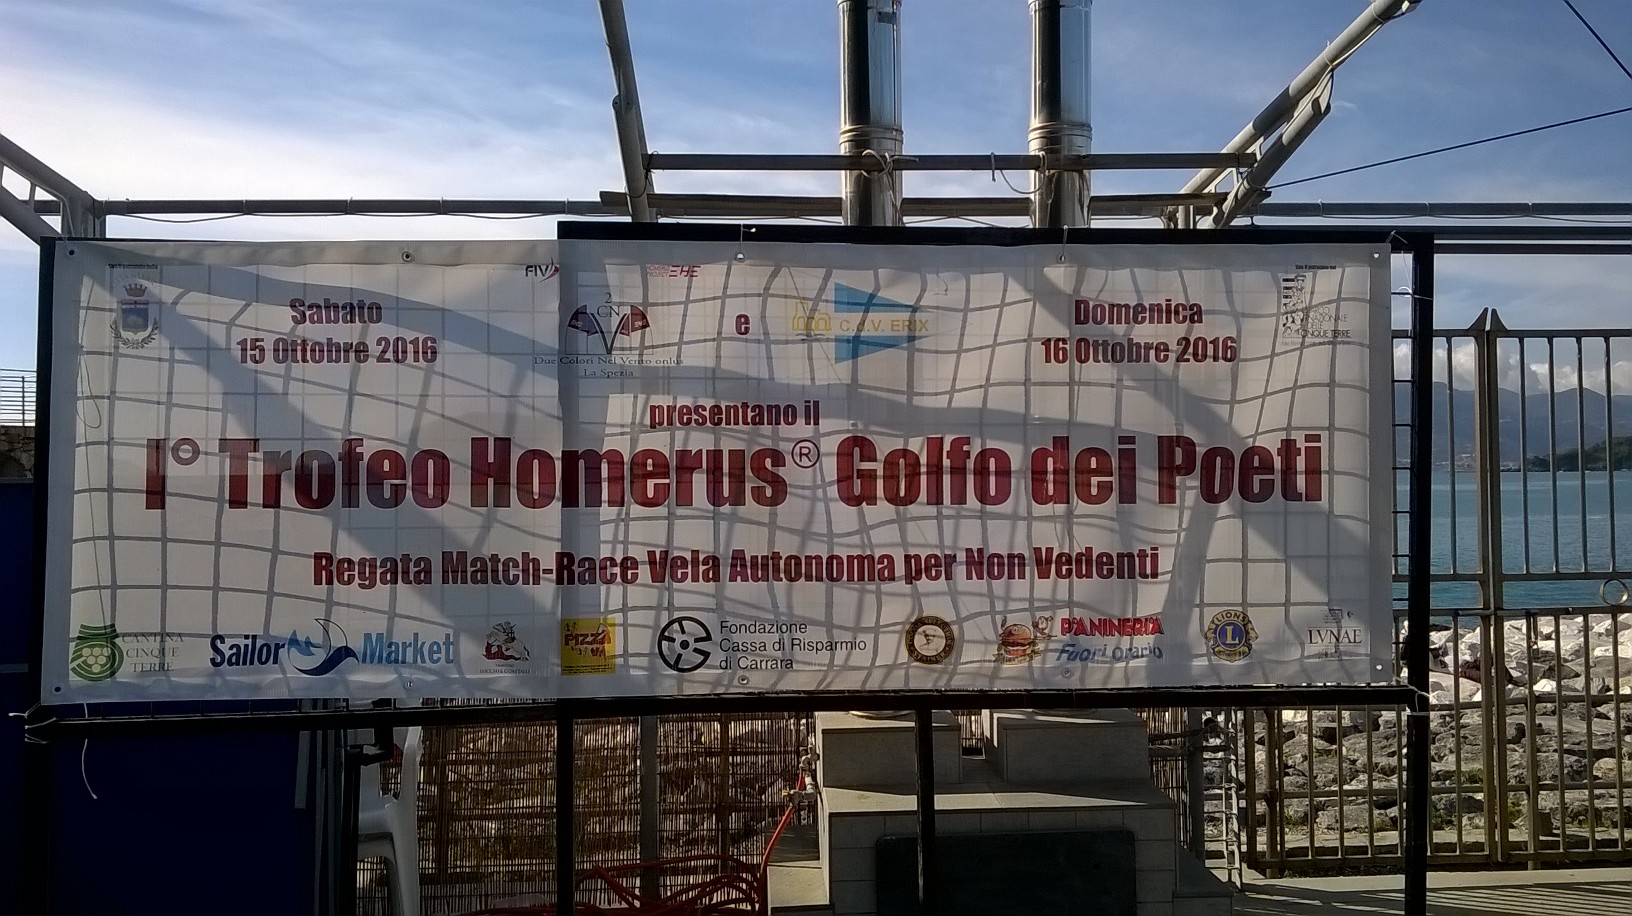 FIV
Sabato
15 Ottobre 2016
2
CN
V
Due Colori Nel Vento onlus
La Spezia
e
C.d.V. ERIX
Domenica
16 Ottobre 2016
CINQUE TERRE
presentano il
I° Trofeo Homerus® Golfo dei Poeti
Regata Match-Race Vela Autonoma per Non Vedenti
CANTINA
CINQUE
TERRE
Sailor Market
PIZZA
Fondazione
Cassa di Risparmio
di Carrara
PANINERIA
Fuori Orario
LIONS
L
LVNAE